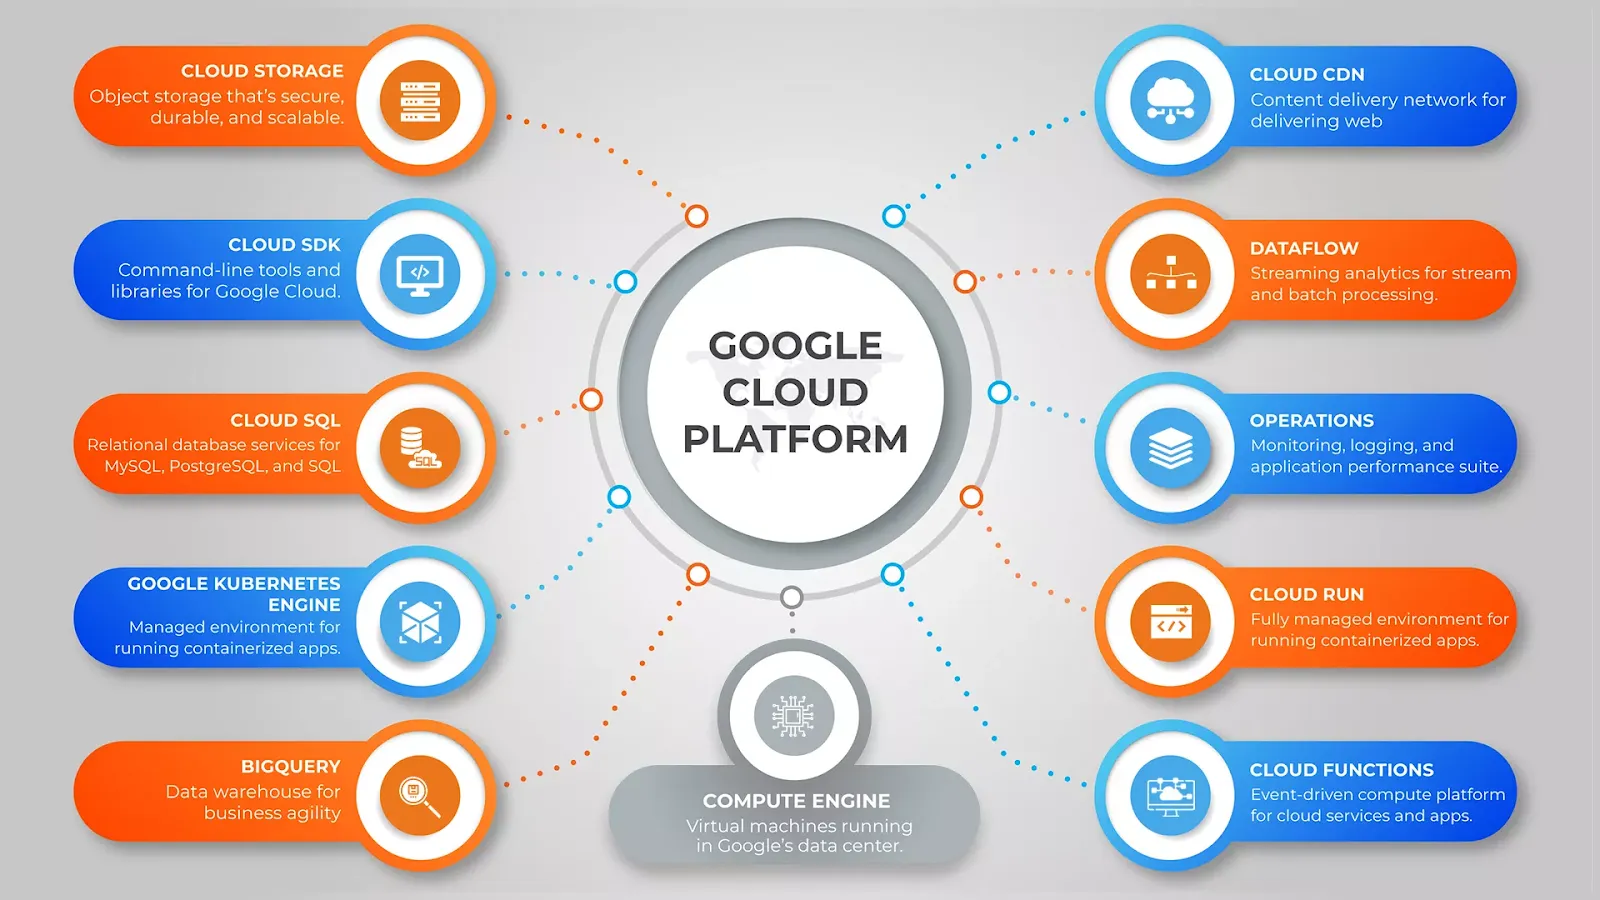 CLOUD STORAGE
Object storage that's secure,
durable, and scalable.
CLOUD SDK
Command-line tools and
libraries for Google Cloud.
CLOUD SQL
Relational database services for
MySQL, PostgreSQL, and SQL
SQL
GOOGLE KUBERNETES
ENGINE
Managed environment for
running containerized apps.
BIGQUERY
Data warehouse for
business agility
GOOGLE
CLOUD
PLATFORM
COMPUTE ENGINE
Virtual machines running
in Google's data center.
CLOUD CDN
Content delivery network for
delivering web
DATAFLOW
Streaming analytics for stream
and batch processing.
OPERATIONS
Monitoring, logging, and
application performance suite.
CLOUD RUN
Fully managed environment for
running containerized apps.
CLOUD FUNCTIONS
Event-driven compute platform
for cloud services and apps.